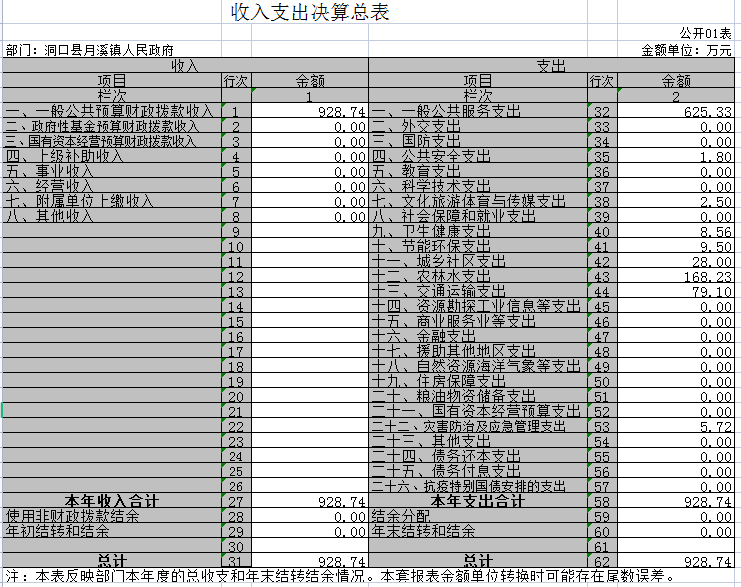 收入支出决算总表
公开01表
部门：洞口县月溪镇人民政府 金额单位：万元
收入 支出
项目 行次 金额 项目 行次 金额
栏次 1 栏次 2
一、一般公共预算财政拨款收入 1 928.74 一、一般公共服务支出 32 625.33
二、政府性基金预算财政拨款收入 2 0.00 二、外交支出 33 0.00
三、国有资本经营预算财政拨款收入 3 0.00 三、国防支出 34 0.00
四、上级补助收入 4 0.00 四、公共安全支出 35 1.80
五、事业收入 5 0.00 五、教育支出 36 0.00
六、经营收入 6 0.00 六、科学技术支出 37 0.00
七、附属单位上缴收入 7 0.00 七、文化旅游体育与传媒支出 38 2.50
八、其他收入 8 0.00 八、社会保障和就业支出 39 0.00
9 九、卫生健康支出 40 8.56
10 十、节能环保支出 41 9.50
11 十一、城乡社区支出 42 28.00
12 十二、农林水支出 43 168.23
13 十三、交通运输支出 44 79.10
14 十四、资源勘探工业信息等支出 45 0.00
15 十五、商业服务业等支出 46 0.00
16 十六、金融支出 47 0.00
17 十七、援助其他地区支出 48 0.00
18 十八、自然资源海洋气象等支出 49 0.00
19 十九、住房保障支出 50 0.00
20 二十、粮油物资储备支出 51 0.00
21 二十一、国有资本经营预算支出 52 0.00
22 二十二、灾害防治及应急管理支出 53 5.72
23 二十三、其他支出 54 0.00
24 二十四、债务还本支出 55 0.00
25 二十五、债务付息支出 56 0.00
26 二十六、抗疫特别国债安排的支出 57 0.00
本年收入合计 27 928.74 本年支出合计 58 928.74
使用非财政拨款结余 28 0.00 结余分配 59 0.00
年初结转和结余 29 0.00 年末结转和结余 60 0.00
30 61
总计 31 928.74 总计 62 928.74
注：本表反映部门本年度的总收支和年末结转结余情况。本套报表金额单位转换时可能存在尾数误差。